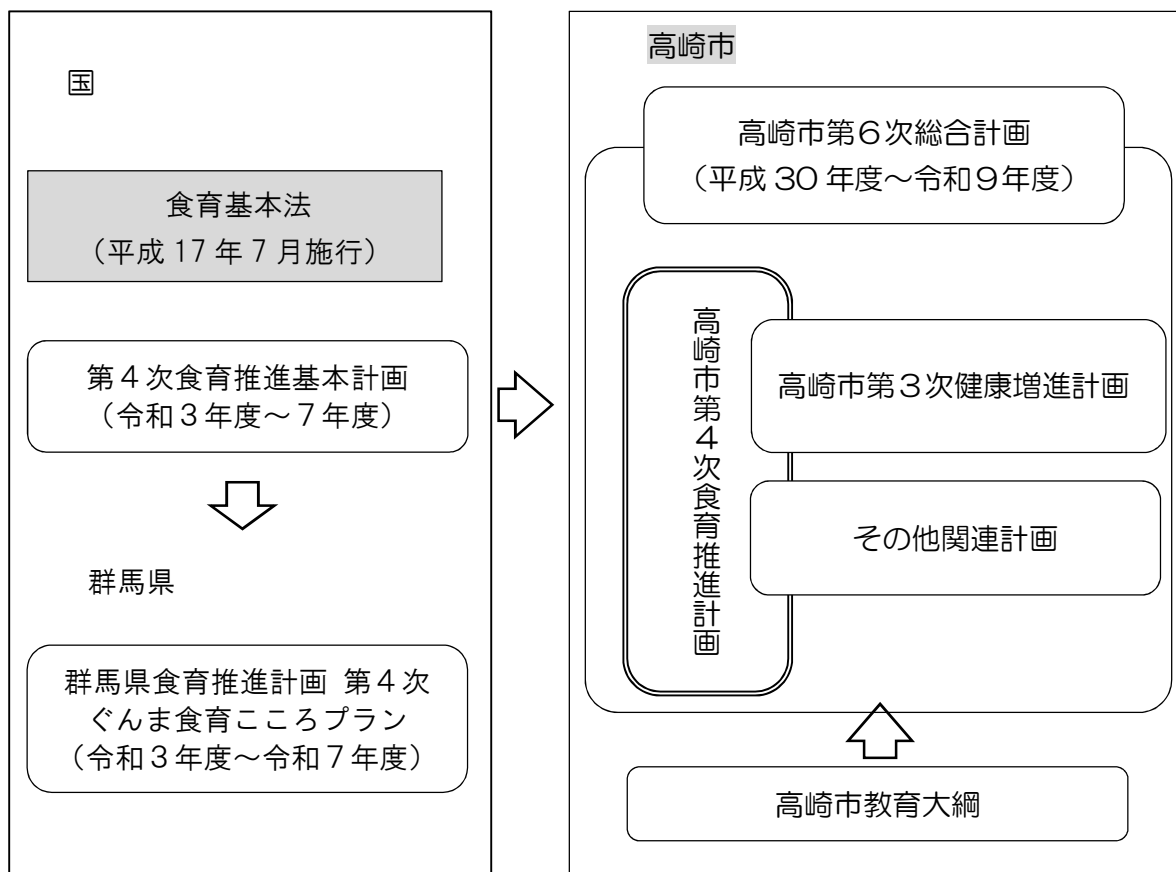 国
食育基本法
（平成 17 年 7 月施行）
第４次食育推進基本計画
（令和３年度～７年度）
群馬県
群馬県食育推進計画 第４次
ぐんま食育こころプラン
（令和３年度～令和７年度）
高崎市
高崎市第６次総合計画
（平成 30 年度～令和９年度）
高崎市第４次食育推進計画
高崎市第３次健康増進計画
その他関連計画
高崎市教育大綱